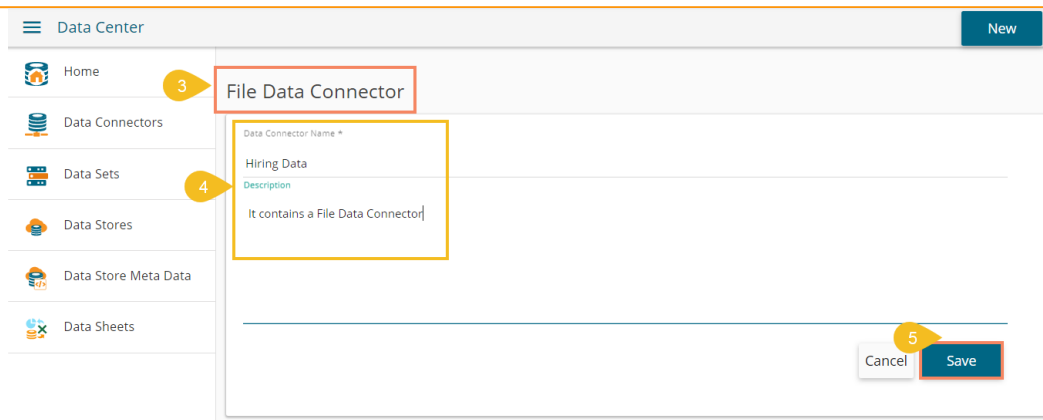 Data Center
New
Home
3
File Data Connector
Data Connectors
Data Connector Name *
Hiring Data
Data Sets
4
Description
It contains a File Data Connector
Data Stores
Data Store Meta Data
Data Sheets
5
Cancel
Save